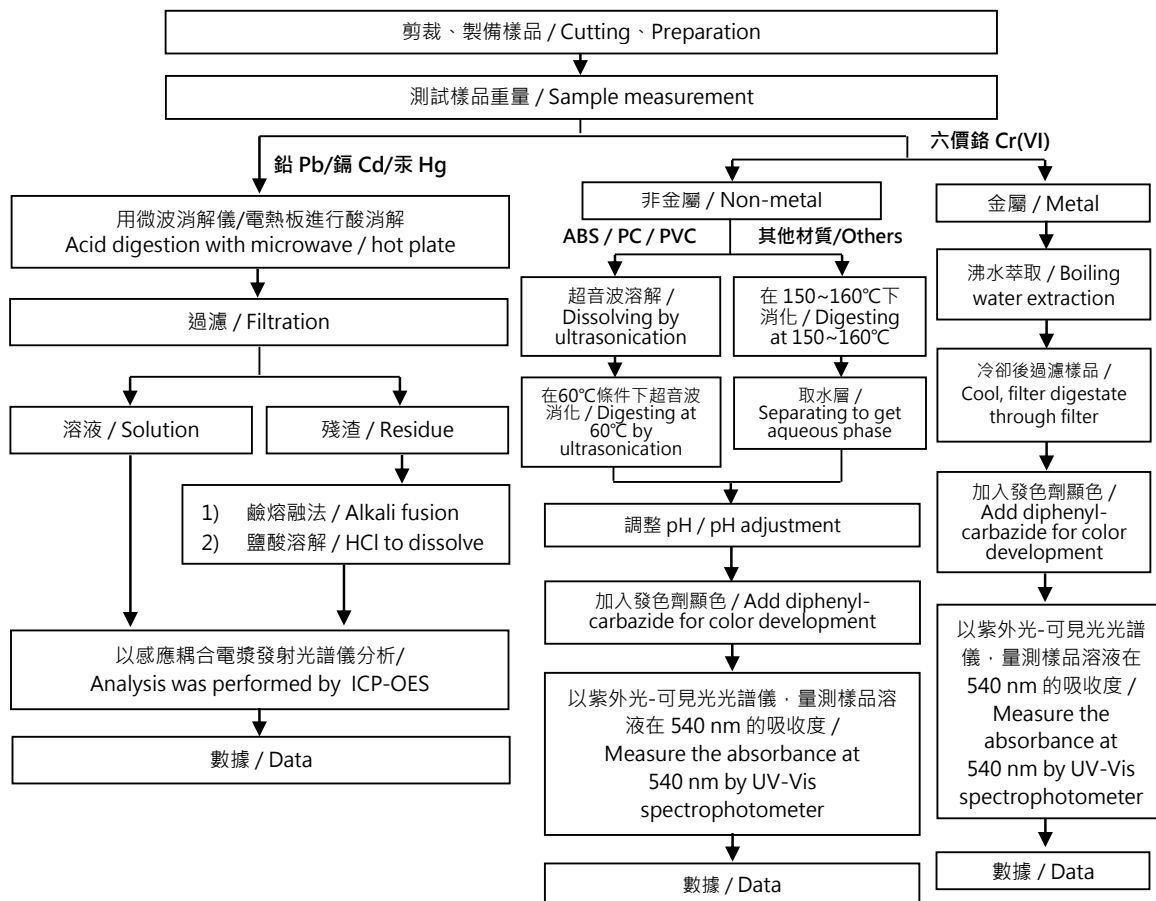 剪裁、製備樣品 / Cutting、Preparation
測試樣品重量 / Sample measurement
鉛 Pb/鎘 Cd/汞 Hg
六價鉻 Cr(VI)
用微波消解儀/電熱板進行酸消解
Acid digestion with microwave / hot plate
過濾 / Filtration
溶液 / Solution
殘渣 / Residue
1) 鹼熔融法 / Alkali fusion
2) 鹽酸溶解 / HCl to dissolve
以感應耦合電漿發射光譜儀分析/
Analysis was performed by ICP-OES
數據 / Data
非金屬 / Non-metal
ABS / PC / PVC
其他材質/Others
超音波溶解 /
Dissolving by
ultrasonication
在 150~160℃下
消化 / Digesting
at 150~160℃
在60℃條件下超音波
消化 / Digesting at
60℃ by
ultrasonication
取水層 /
Separating to get
aqueous phase
調整 pH / pH adjustment
加入發色劑顯色 / Add diphenyl-
carbazide for color development
以紫外光-可見光光譜儀，量測樣品溶
液在 540 nm 的吸收度 /
Measure the absorbance at
540 nm by UV-Vis
spectrophotometer
數據 / Data
金屬 / Metal
沸水萃取 / Boiling
water extraction
冷卻後過濾樣品 /
Cool, filter digestate
through filter
加入發色劑顯色 /
Add diphenyl-
carbazide for color
development
以紫外光-可見光光譜
儀，量測樣品溶液在
540 nm 的吸收度 /
Measure the
absorbance at
540 nm by UV-Vis
spectrophotometer
數據 / Data